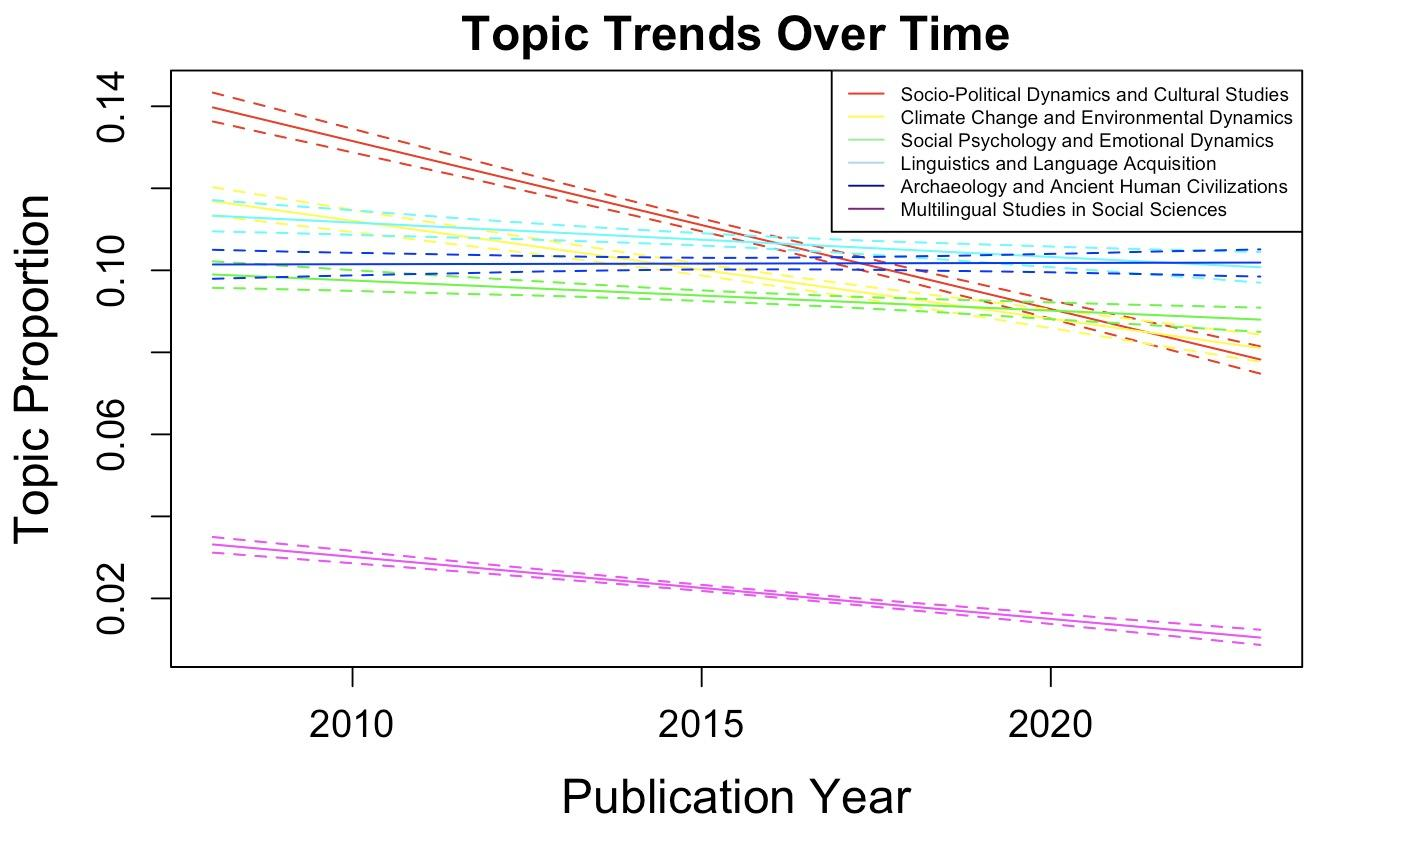 Topic Trends Over Time
Socio-Political Dynamics and Cultural Studies
Climate Change and Environmental Dynamics
Social Psychology and Emotional Dynamics
Linguistics and Language Acquisition
Archaeology and Ancient Human Civilizations
Multilingual Studies in Social Sciences
Topic Proportion
0.14
0.10
0.06
0.02
2010 2015 2020
Publication Year